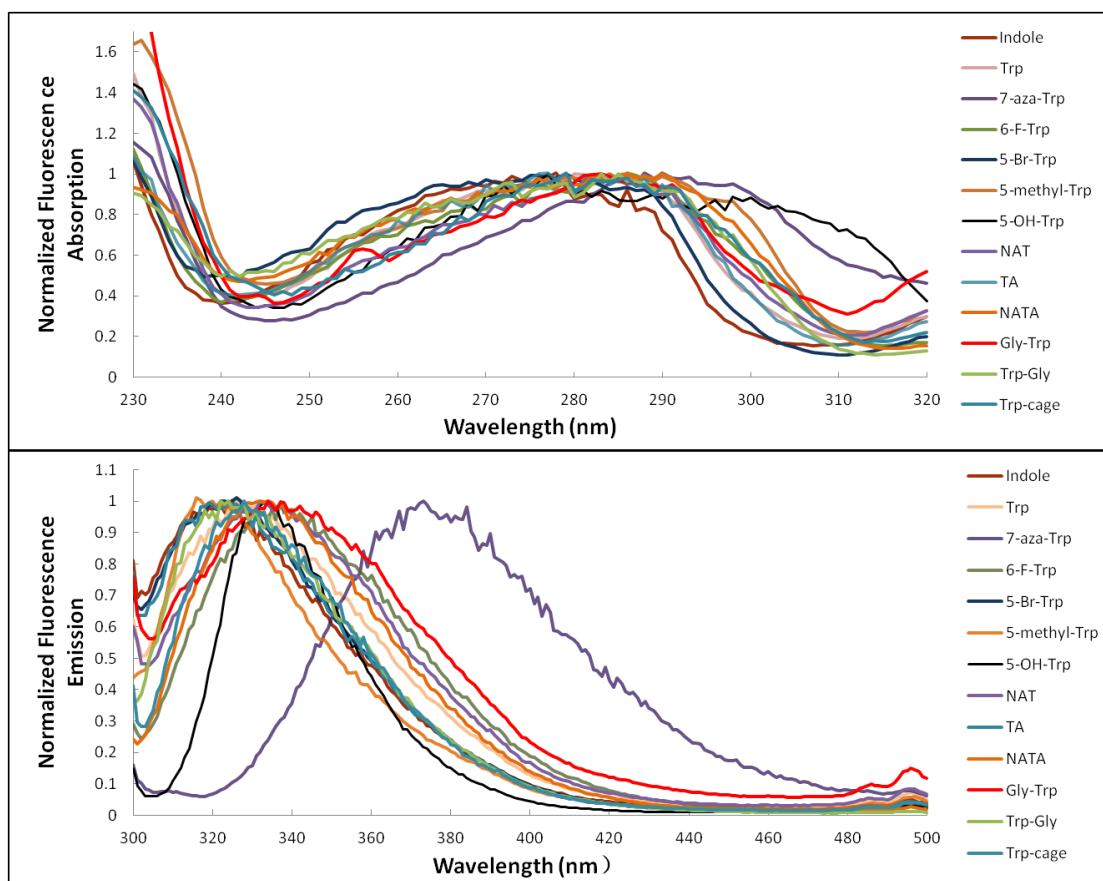 Normalized Fluorescen ce
Absorption
1.6
1.4
1.2
1
0.8
0.6
0.4
0.2
0
230
240
250
260
270
280
290
300
310
320
Wavelength (nm)
Indole
Trp
7-aza-Trp
6-F-Trp
5-Br-Trp
5-methyl-Trp
5-OH-Trp
NAT
TA
NATA
Gly-Trp
Trp-Gly
Trp-cage
Normalized Fluorescence
Emission
1.1
1
0.9
0.8
0.7
0.6
0.5
0.4
0.3
0.2
0.1
0
300
320
340
360
380
400
420
440
460
480
500
Wavelength (nm）
Indole
Trp
7-aza-Trp
6-F-Trp
5-Br-Trp
5-methyl-Trp
5-OH-Trp
NAT
TA
NATA
Gly-Trp
Trp-Gly
Trp-cage